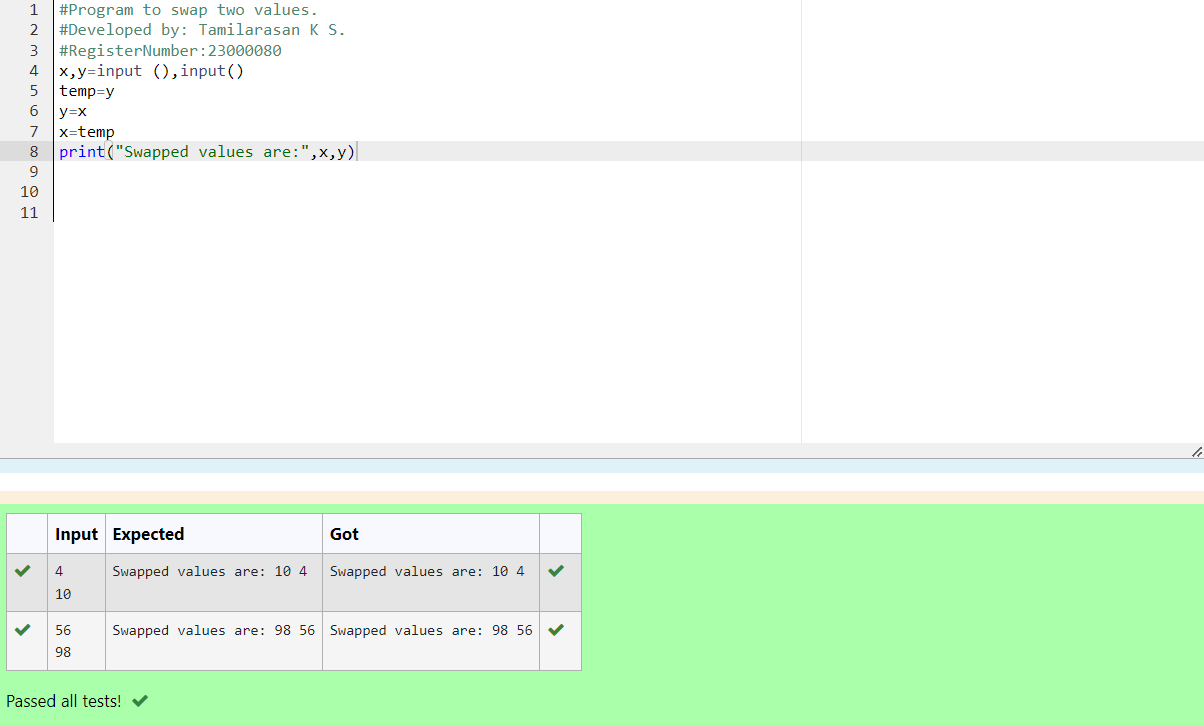 1 #Program to swap two values.
2 #Developed by: Tamilarasan K S.
3 #RegisterNumber:23000080
4 x,y=input (),input()
5 temp=y
6 y=x
7 x=temp
8 print("Swapped values are:",x,y)
9
10
11
Input Expected Got
4 Swapped values are: 10 4 Swapped values are: 10 4
10
56 Swapped values are: 98 56 Swapped values are: 98 56
98
Passed all tests!